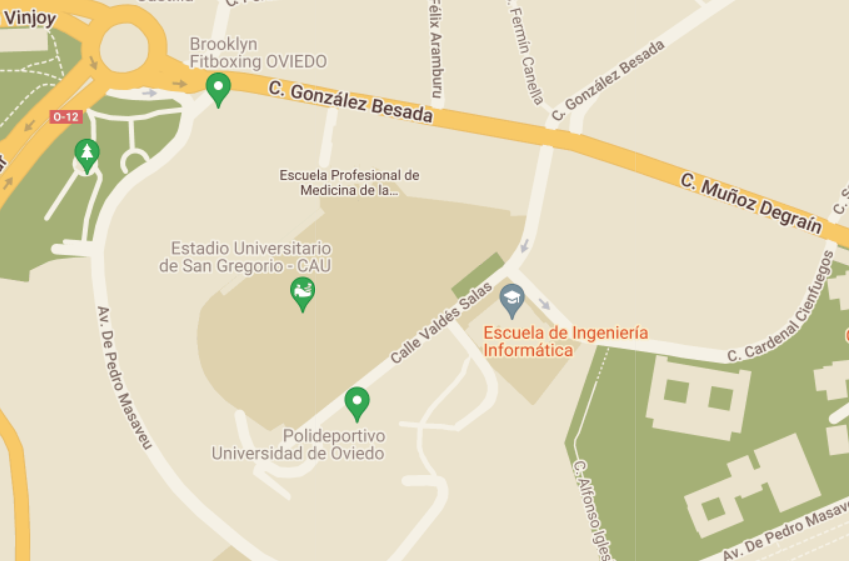 Vinjoy
Brooklyn
Fitboxing OVIEDO
Félix Aramburu
C. Fermín Canella
C. González Besada
C. González Besada
O-12
Escuela Profesional de
Medicina de la...
C. Muñoz Degraín
Estadio Universitario
de San Gregorio - CAU
Calle Valdés Salas
Escuela de Ingeniería
Informática
C. Cardenal Cienfuegos
Av. De Pedro Masaveu
Polideportivo
Universidad de Oviedo
C. Alfonso Igles
Av. De Pedro Masave